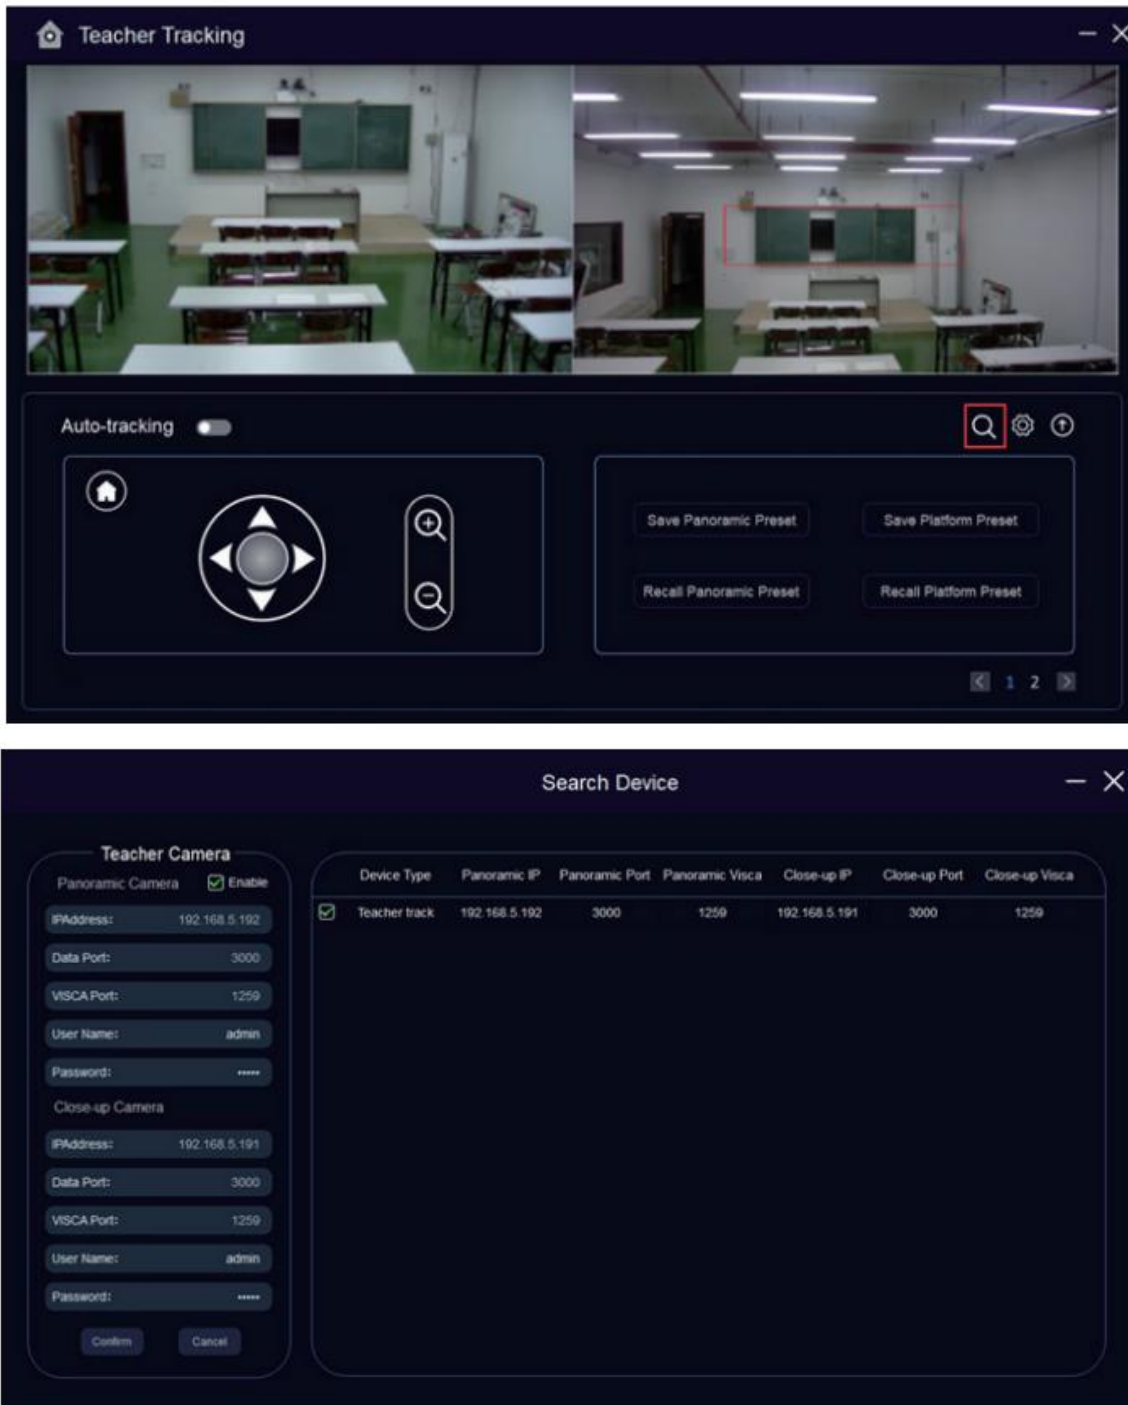 Teacher Tracking
Auto-tracking
Save Panoramic Preset Save Platform Preset
Recall Panoramic Preset Recall Platform Preset
< 1 2 >
Search Device
Teacher Camera
Panoramic Camera Enable
IPAddress: 192.168.5.192
Data Port: 3000
VISCA Port: 1259
User Name: admin
Password: •••••
Close-up Camera
IPAddress: 192.168.5.191
Data Port: 3000
VISCA Port: 1259
User Name: admin
Password: •••••
Confirm Cancel
Device Type Panoramic IP Panoramic Port Panoramic Visca Close-up IP Close-up Port Close-up Visca
Teacher track 192.168.5.192 3000 1259 192.168.5.191 3000 1259